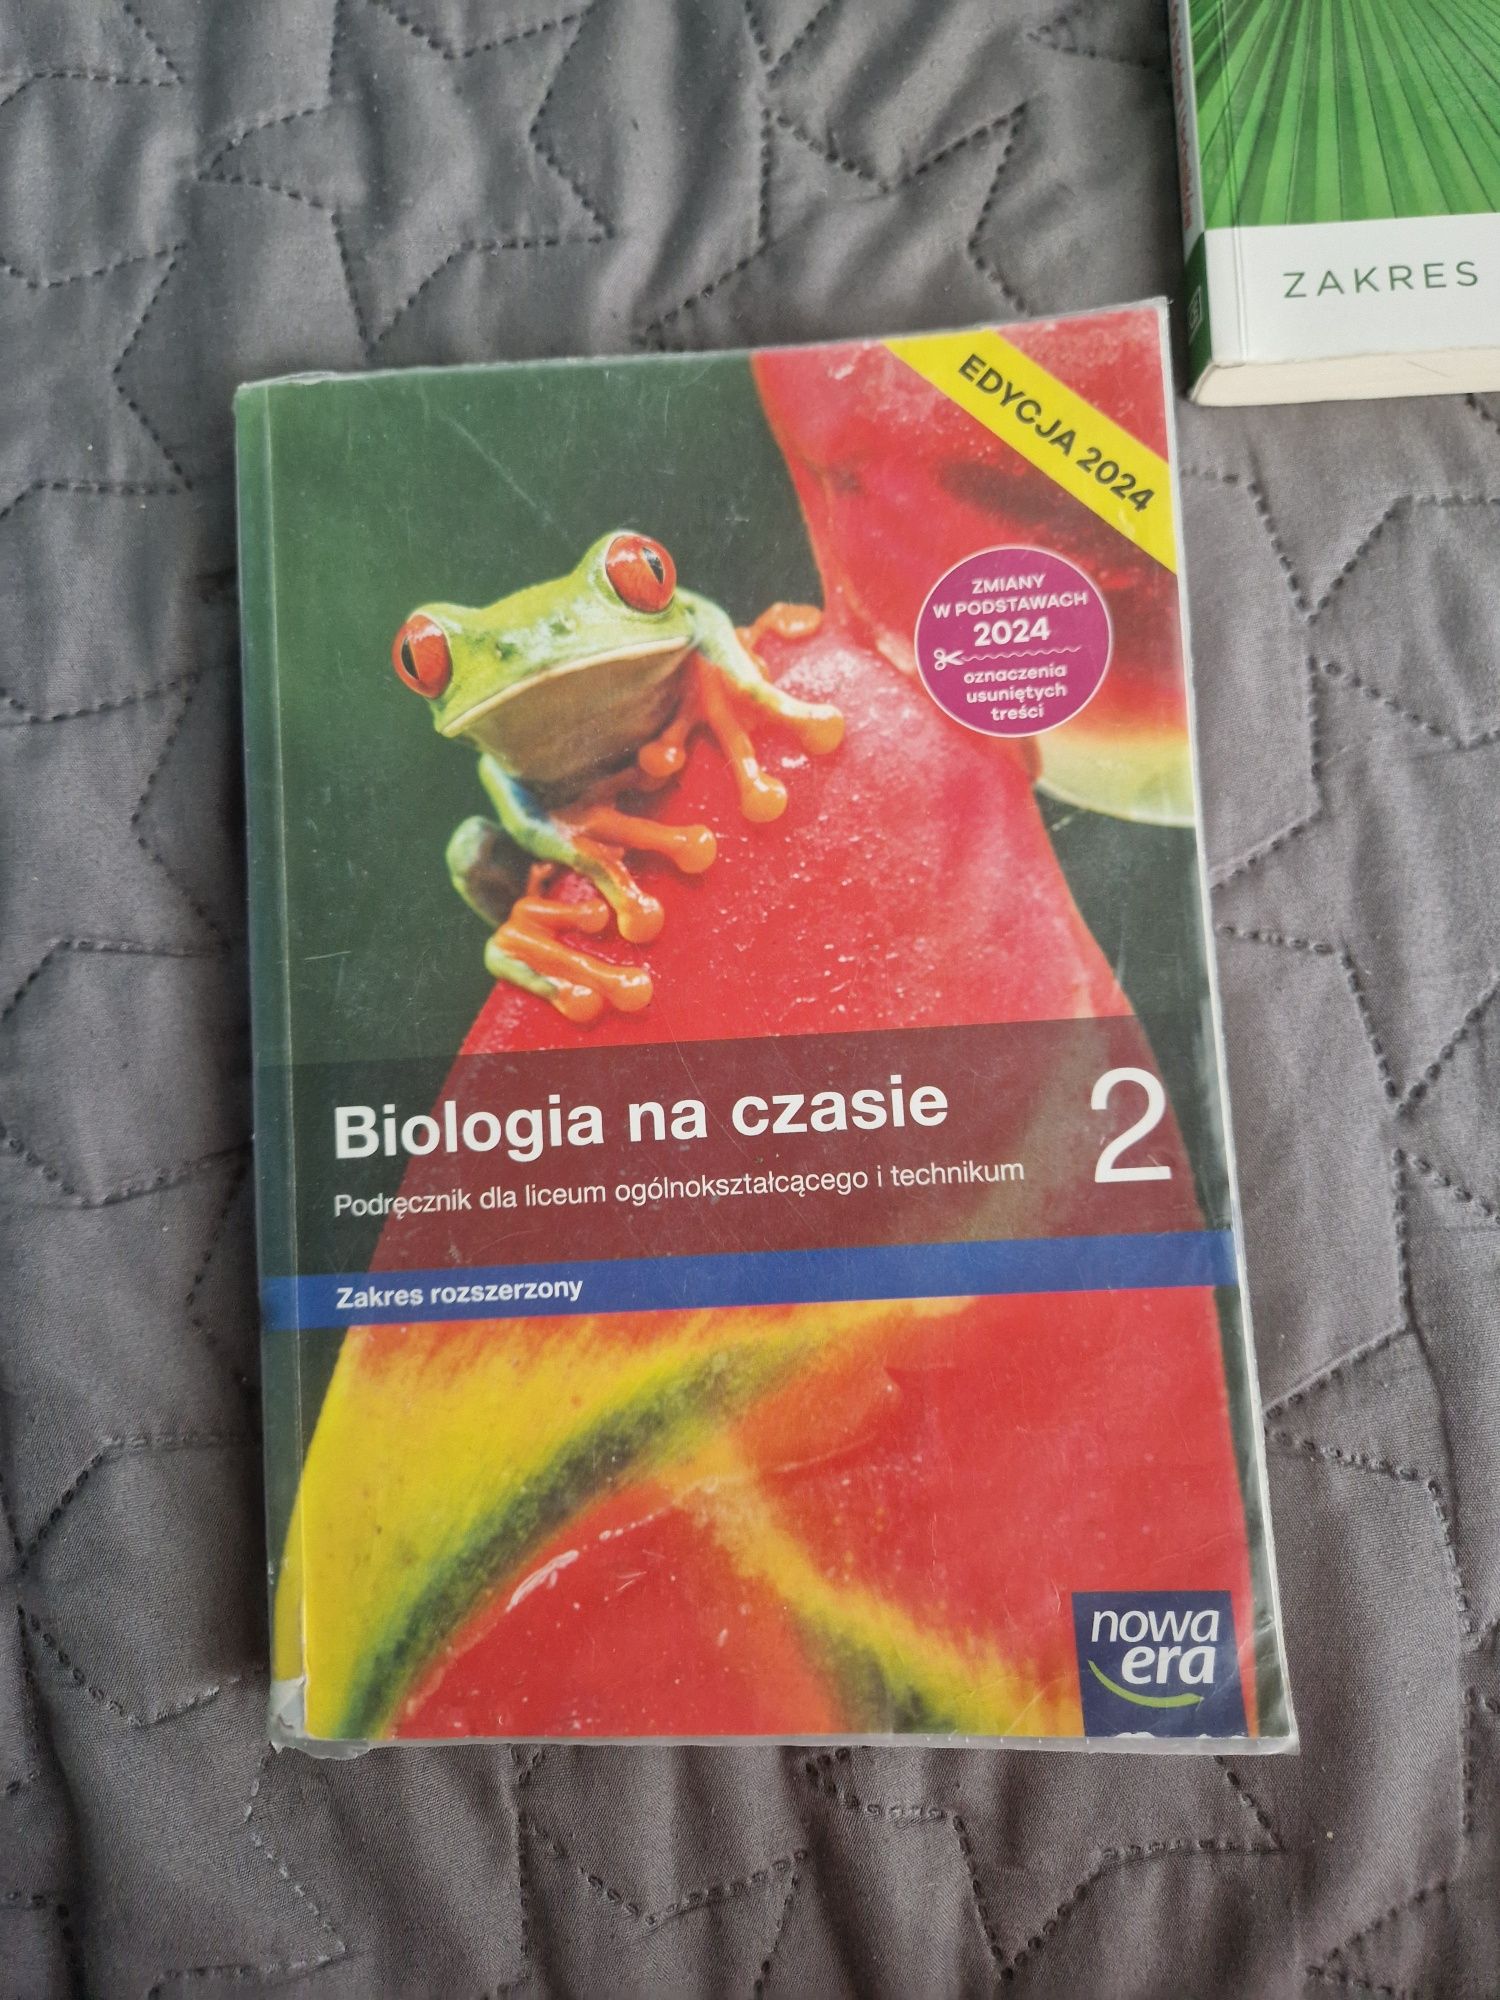 ZAKRES
EDYCJA 2024
ZMIANY
W PODSTAWACH
2024
oznaczenia
usuniętych
treści
Biologia na czasie 2
Podręcznik dla liceum ogólnokształcącego i technikum
Zakres rozszerzony
nowa
era